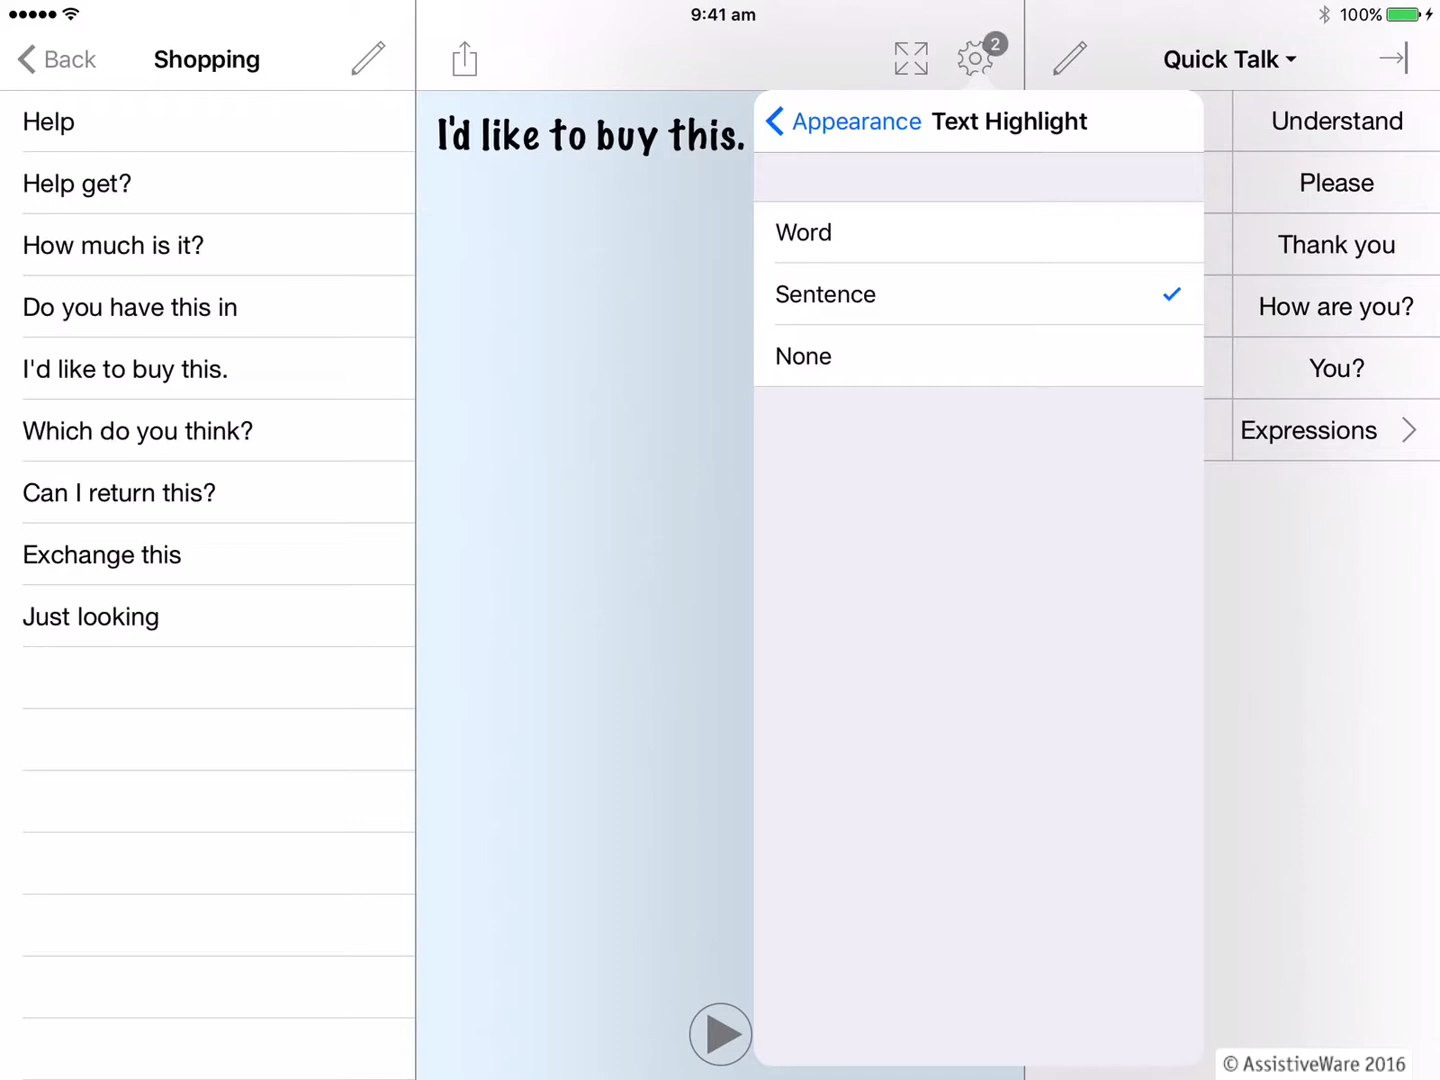 9:41 am
100%
Back
Shopping
2
Quick Talk
Help
Help get?
How much is it?
Do you have this in
I'd like to buy this.
Which do you think?
Can I return this?
Exchange this
Just looking
I'd like to buy this.
Appearance Text Highlight
Word
Sentence
None
Understand
Please
Thank you
How are you?
You?
Expressions
© AssistiveWare 2016